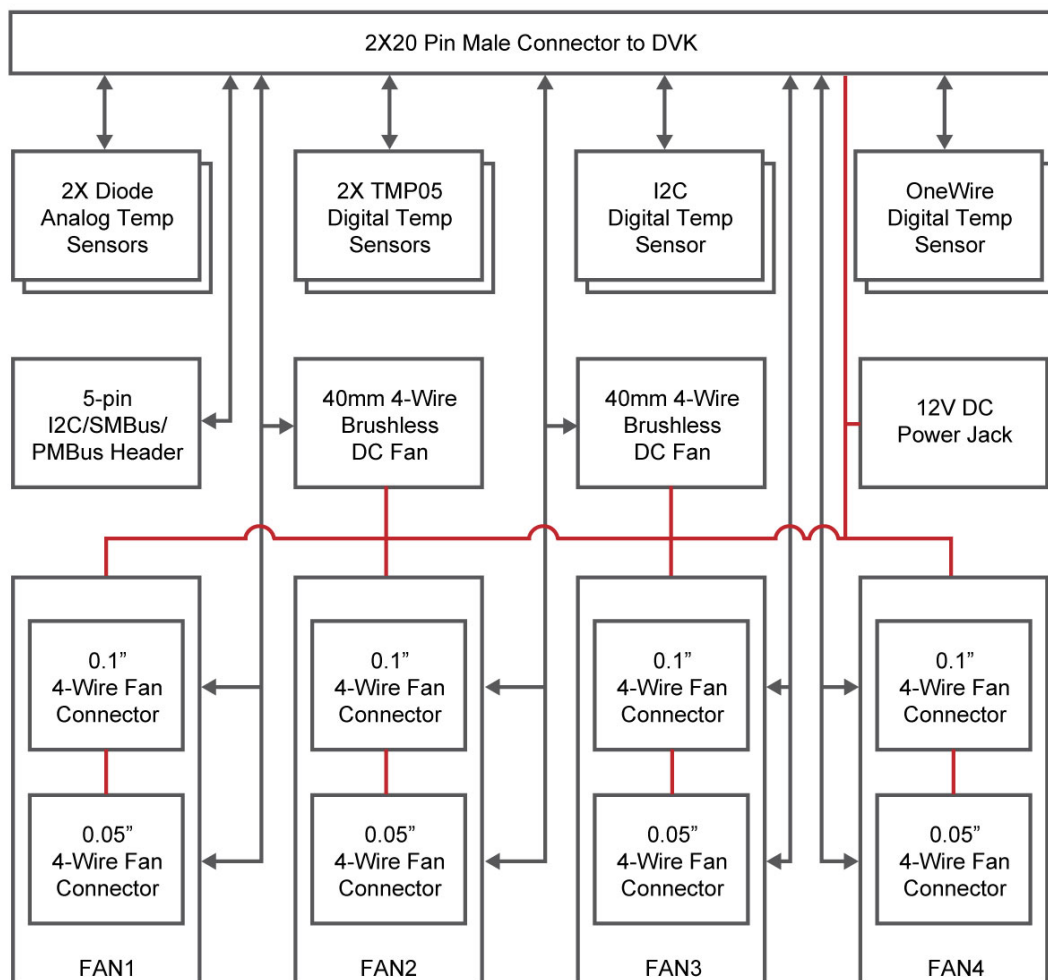 2X20 Pin Male Connector to DVK
2X Diode
Analog Temp
Sensors
2X TMP05
Digital Temp
Sensors
I2C
Digital Temp
Sensor
OneWire
Digital Temp
Sensor
5-pin
I2C/SMBus/
PMBus Header
40mm 4-Wire
Brushless
DC Fan
40mm 4-Wire
Brushless
DC Fan
12V DC
Power Jack
0.1”
4-Wire Fan
Connector
0.05”
4-Wire Fan
Connector
FAN1
0.1”
4-Wire Fan
Connector
0.05”
4-Wire Fan
Connector
FAN2
0.1”
4-Wire Fan
Connector
0.05”
4-Wire Fan
Connector
FAN3
0.1”
4-Wire Fan
Connector
0.05”
4-Wire Fan
Connector
FAN4